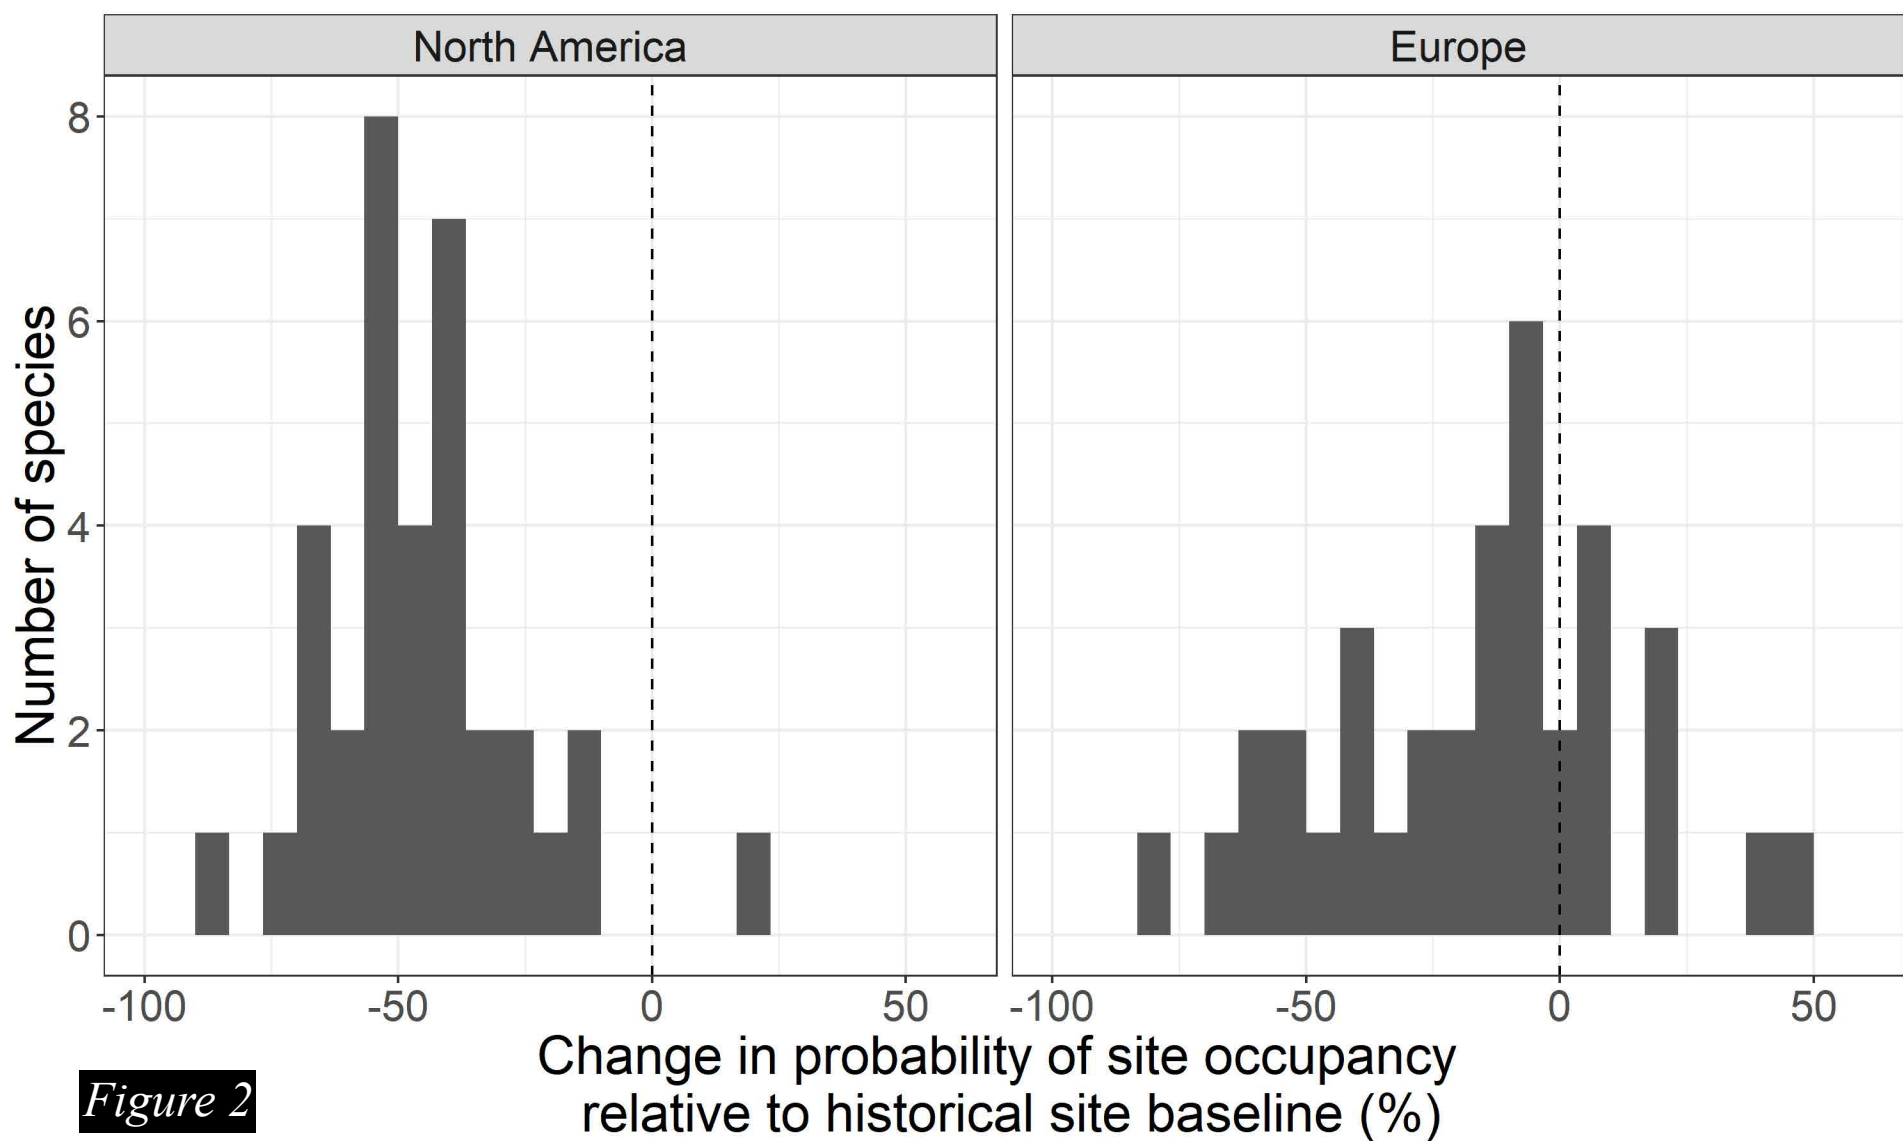 North America
Europe
Number of species
8
6
4
2
0
-100
-50
0
50
-100
-50
0
50
Change in probability of site occupancy
relative to historical site baseline (%)
Figure 2